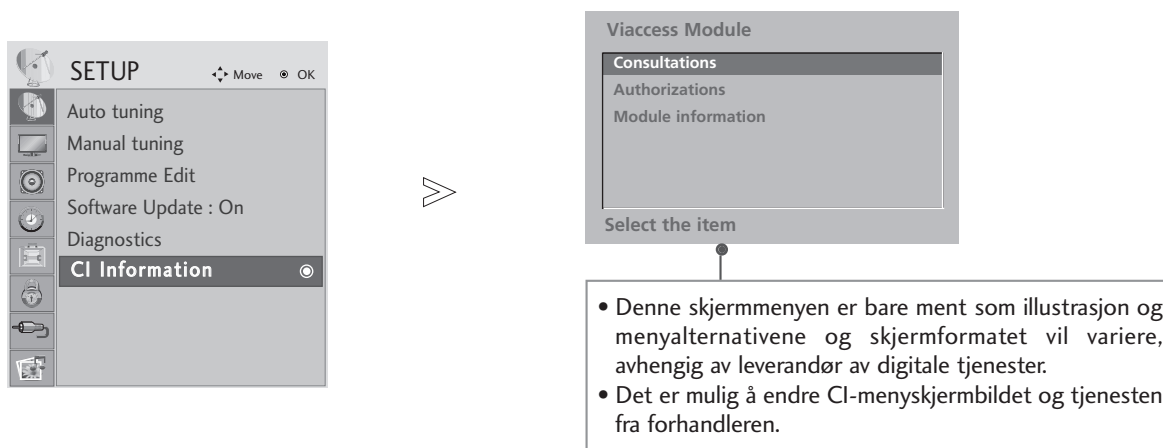 SETUP
Move OK
Auto tuning
Manual tuning
Programme Edit
Software Update : On
Diagnostics
CI Information
Viaccess Module
Consultations
Authorizations
Module information
Select the item
• Denne skjermmenyen er bare ment som illustrasjon og
menyalternativene og skjermformatet vil variere,
avhengig av leverandør av digitale tjenester.
• Det er mulig å endre CI-menyskjermbildet og tjenesten
fra forhandleren.